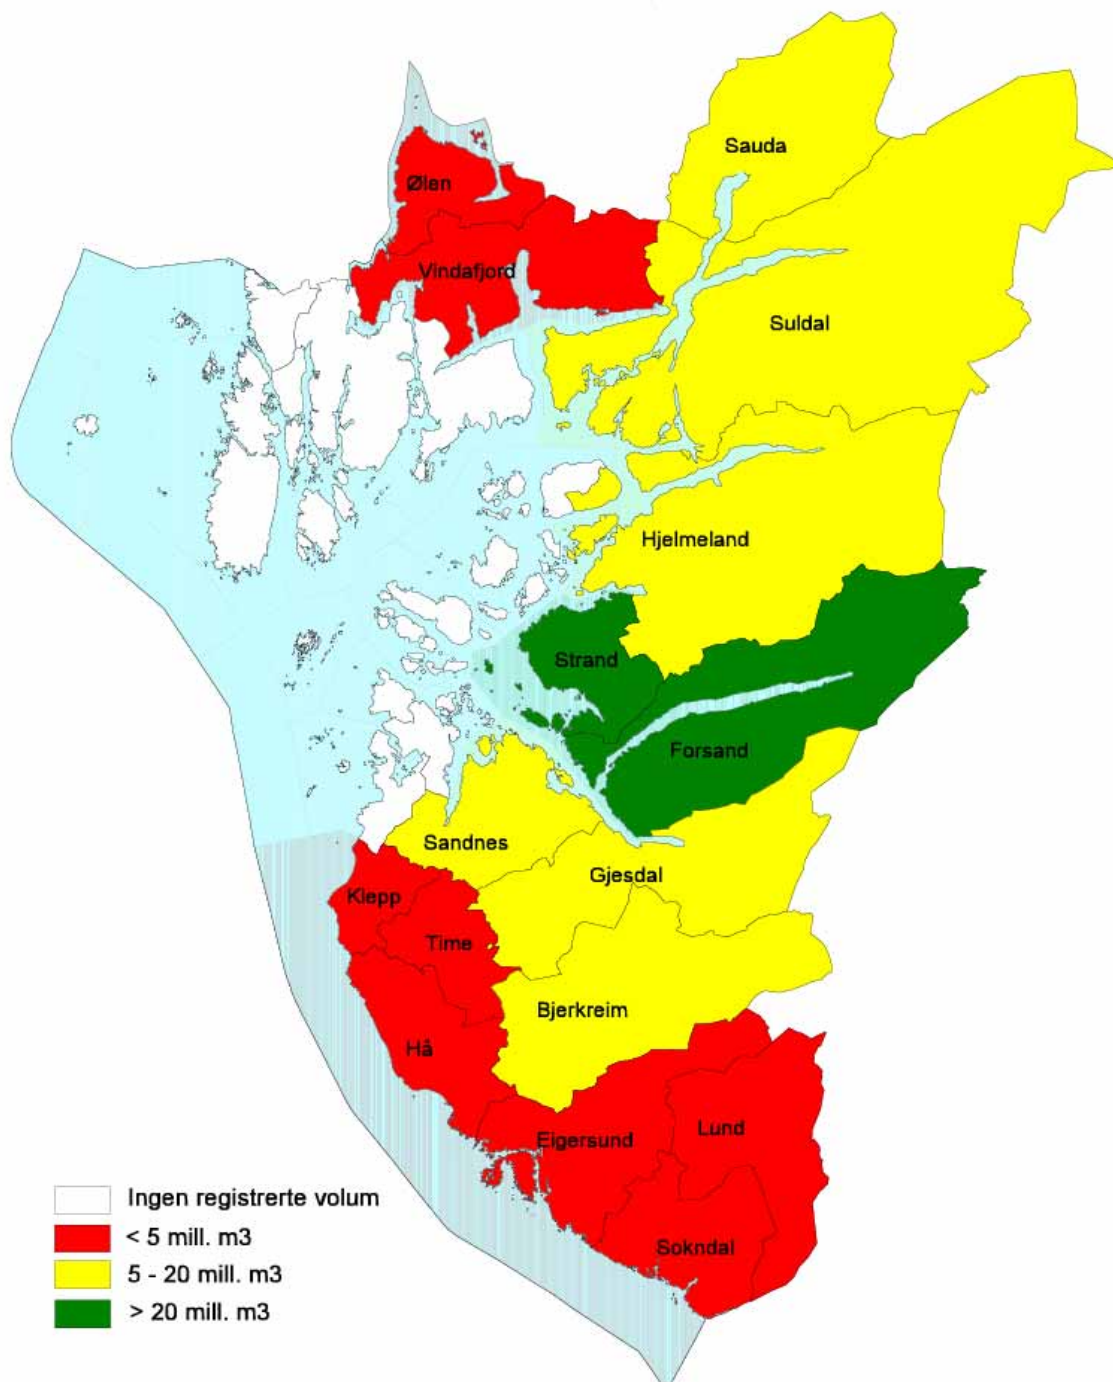 Sauda
Ølen
Vindafjord
Suldal
Hjelmeland
Strand
Forsand
Sandnes
Gjesdal
Klepp
Time
Bjerkreim
Hå
Lund
Eigersund
Sokndal
Ingen registrerte volum
< 5 mill. m3
5 - 20 mill. m3
> 20 mill. m3